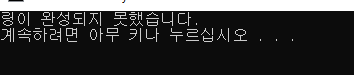 링이 완성되지 못했습니다.
계속하려면 아무 키나 누르십시오 . . .